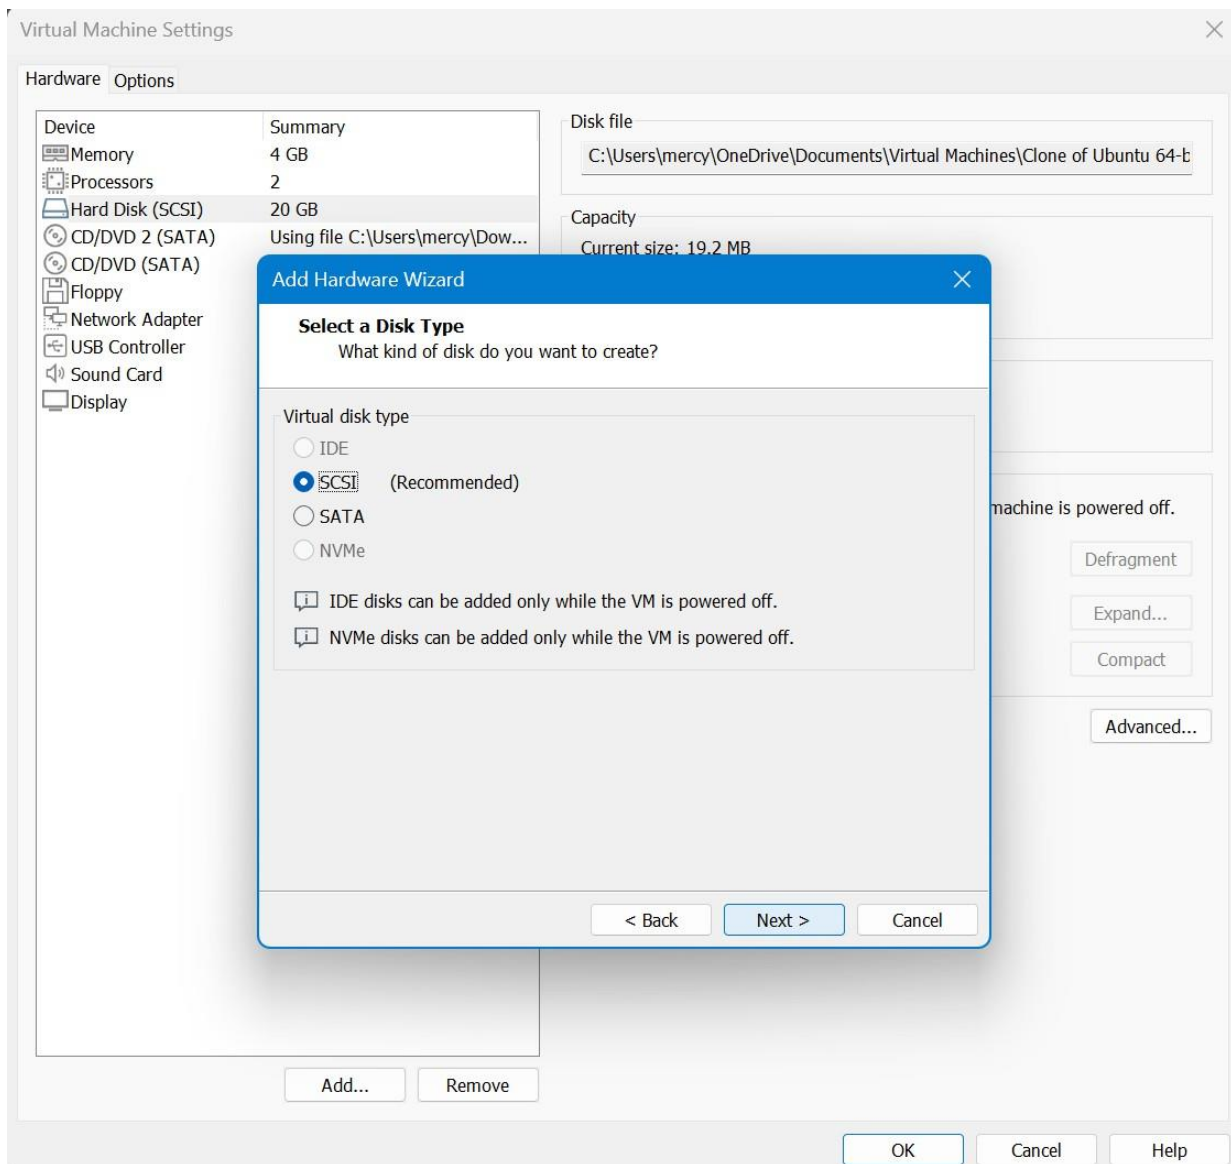 Virtual Machine Settings
Hardware Options
Device Summary
Memory 4 GB
Processors 2
Hard Disk (SCSI) 20 GB
CD/DVD 2 (SATA) Using file C:\Users\mercy\Dow...
CD/DVD (SATA)
Floppy
Network Adapter
USB Controller
Sound Card
Display
Disk file
C:\Users\mercy\OneDrive\Documents\Virtual Machines\Clone of Ubuntu 64-b
Capacity
Current size: 19.2 MB
Add Hardware Wizard
Select a Disk Type
What kind of disk do you want to create?
Virtual disk type
IDE
SCSI (Recommended)
SATA
NVMe
IDE disks can be added only while the VM is powered off.
NVMe disks can be added only while the VM is powered off.
< Back Next > Cancel
machine is powered off.
Defragment
Expand...
Compact
Advanced...
Add... Remove
OK Cancel Help